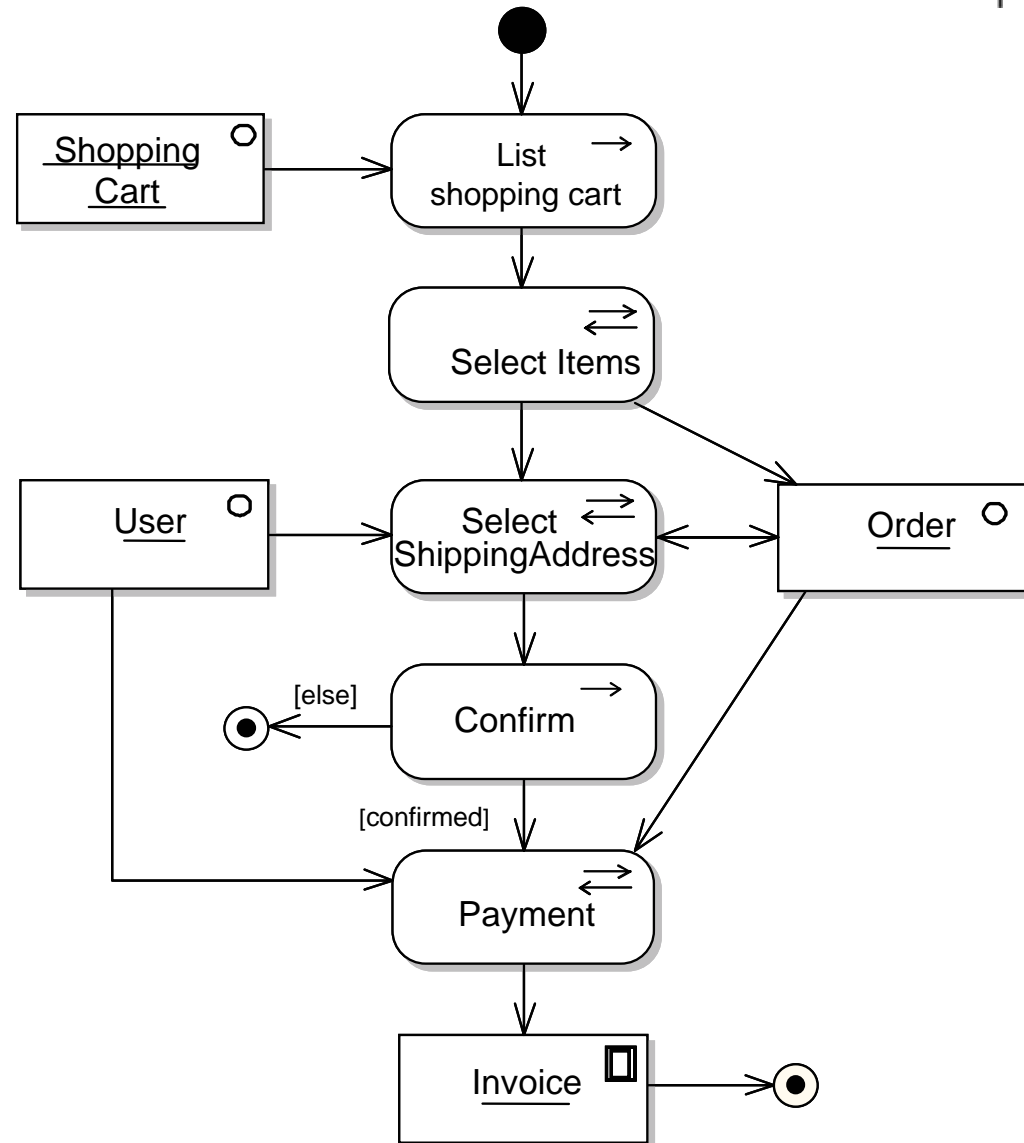 Shopping
Cart
List
shopping cart
Select Items
User
Select
ShippingAddress
Order
[else]
Confirm
[confirmed]
Payment
Invoice